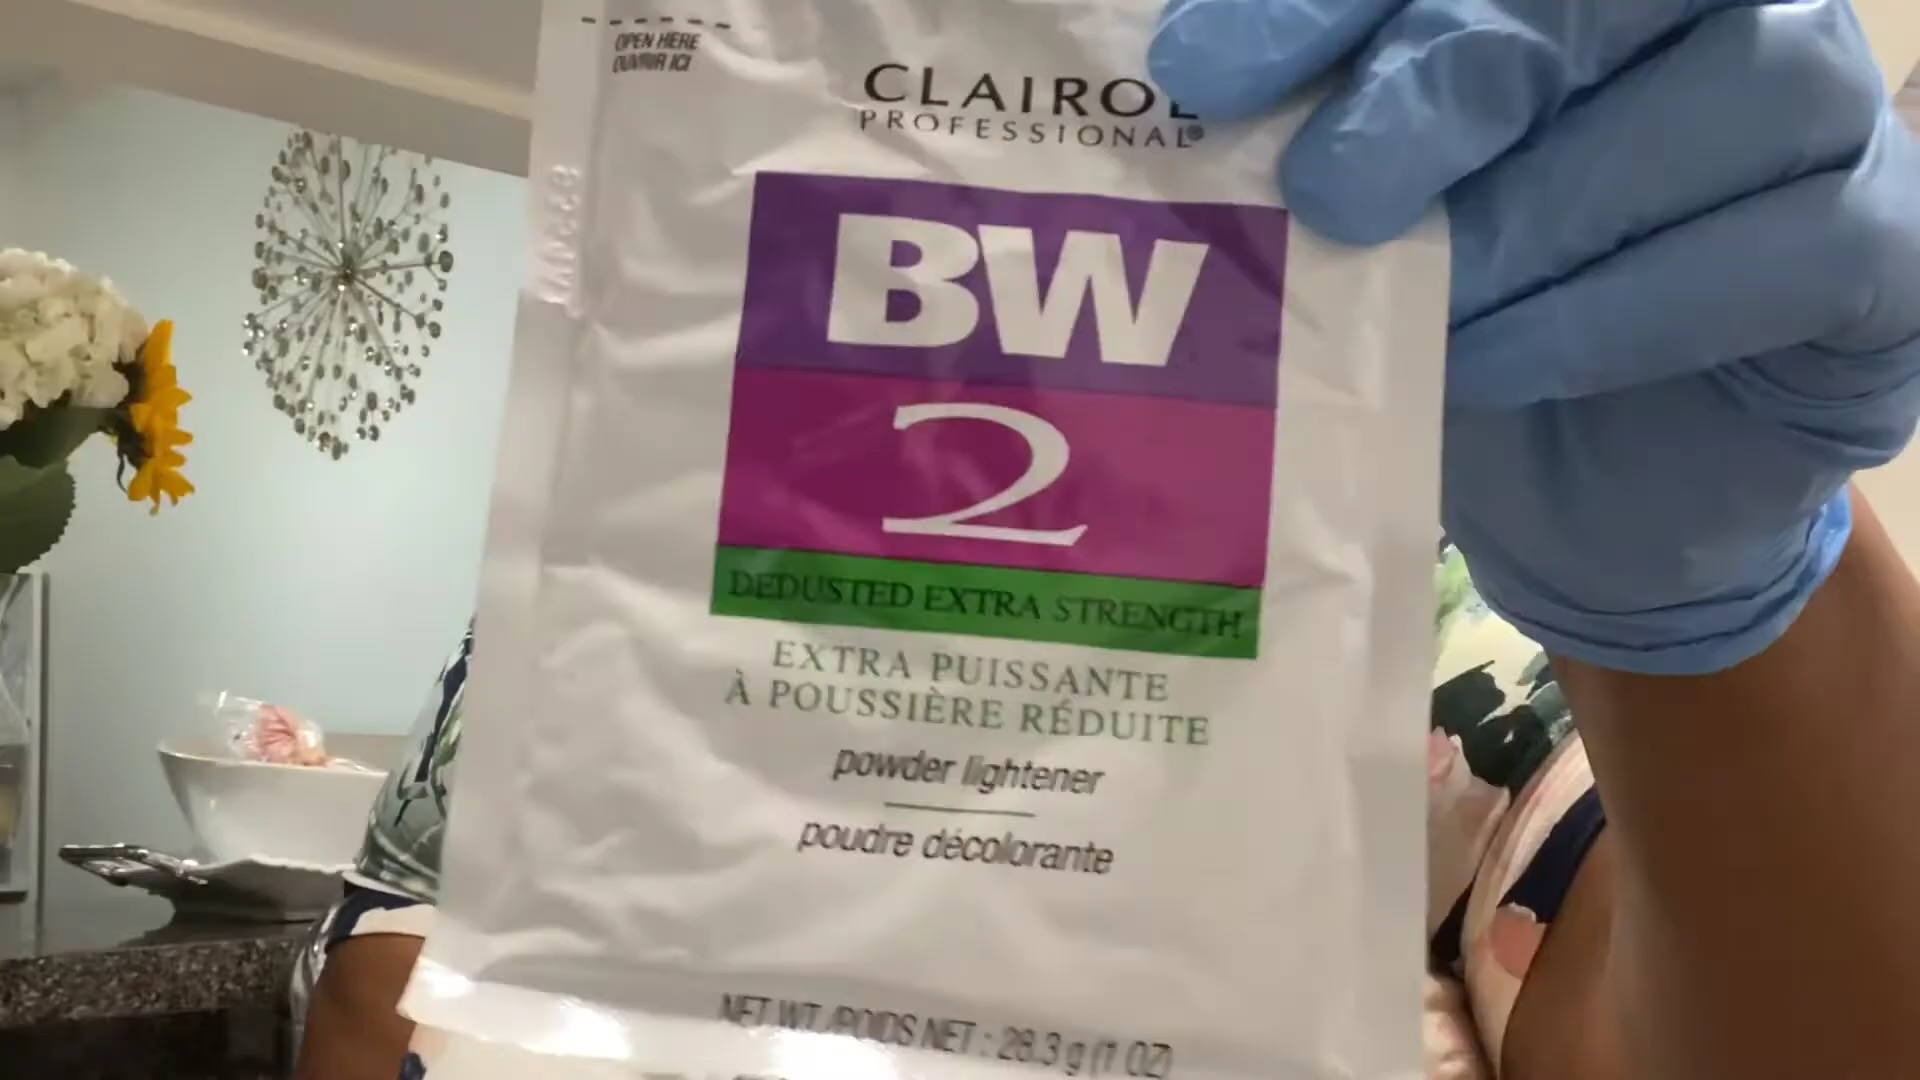 OPEN HERE
OUVRIR ICI
CLAIROL
PROFESSIONAL®
BW
2
DEDUSTED EXTRA STRENGTH
EXTRA PUISSANTE
À POUSSIÈRE RÉDUITE
powder lightener
poudre décolorante
NET WT./POIDS NET : 28.3 g (1 OZ)